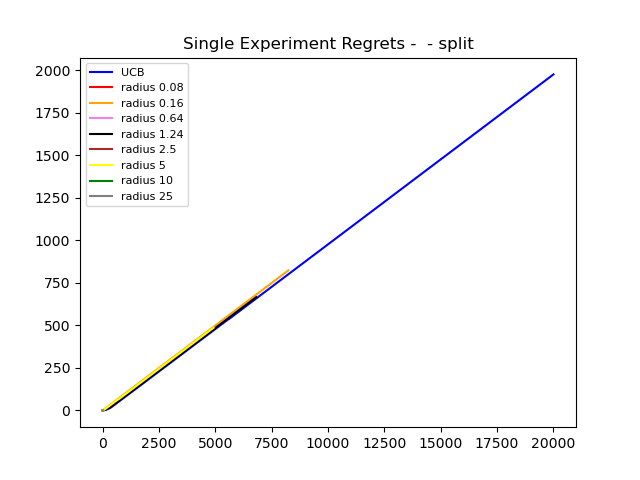 Single Experiment Regrets -  - split
UCB
radius 0.08
radius 0.16
radius 0.64
radius 1.24
radius 2.5
radius 5
radius 10
radius 25
2000
1750
1500
1250
1000
750
500
250
0
0 2500 5000 7500 10000 12500 15000 17500 20000